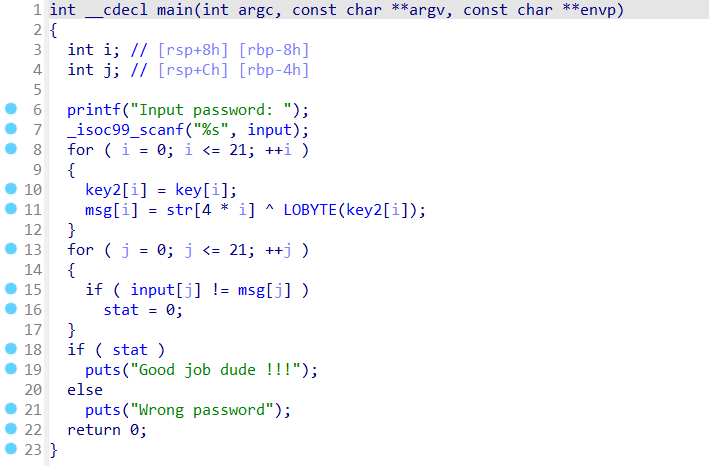 1 int __cdecl main(int argc, const char **argv, const char **envp)
2 {
3   int i; // [rsp+8h] [rbp-8h]
4   int j; // [rsp+Ch] [rbp-4h]
5
6   printf("Input password: ");
7   _isoc99_scanf("%s", input);
8   for ( i = 0; i <= 21; ++i )
9   {
10     key2[i] = key[i];
11     msg[i] = str[4 * i] ^ LOBYTE(key2[i]);
12   }
13   for ( j = 0; j <= 21; ++j )
14   {
15     if ( input[j] != msg[j] )
16       stat = 0;
17   }
18   if ( stat )
19     puts("Good job dude !!!");
20   else
21     puts("Wrong password");
22   return 0;
23 }